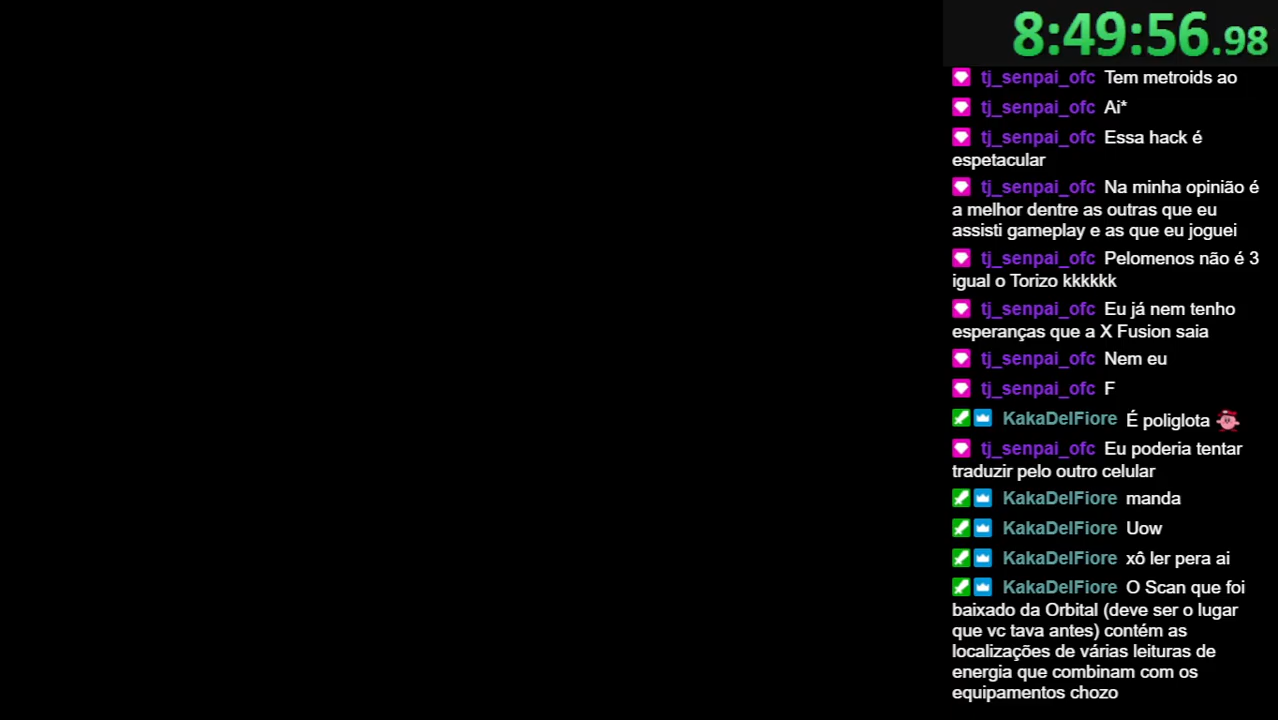 8:49:56.98
tj_senpai_ofc Tem metroids ao
tj_senpai_ofc Ai*
tj_senpai_ofc Essa hack é
espetacular
tj_senpai_ofc Na minha opinião é
a melhor dentre as outras que eu
assisti gameplay e as que eu joguei
tj_senpai_ofc Pelomenos não é 3
igual o Torizo kkkkkk
tj_senpai_ofc Eu já nem tenho
esperanças que a X Fusion saia
tj_senpai_ofc Nem eu
tj_senpai_ofc F
KakaDelFiore É poliglota
tj_senpai_ofc Eu poderia tentar
traduzir pelo outro celular
KakaDelFiore manda
KakaDelFiore Uow
KakaDelFiore xô ler pera ai
KakaDelFiore O Scan que foi
baixado da Orbital (deve ser o lugar
que vc tava antes) contém as
localizações de várias leituras de
energia que combinam com os
equipamentos chozo